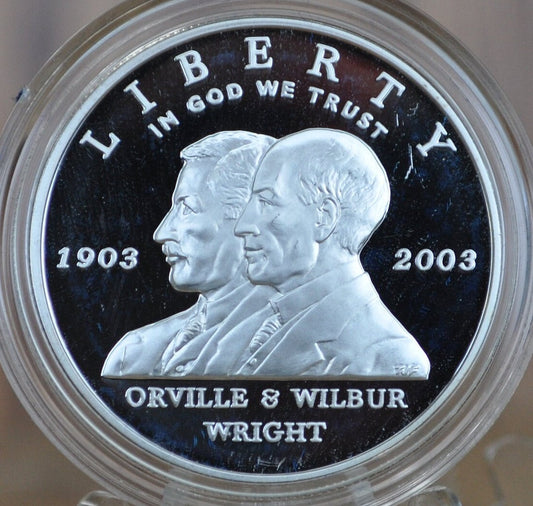 LIBERTY
IN GOD WE TRUST
1903 2003
ORVILLE & WILBUR
WRIGHT